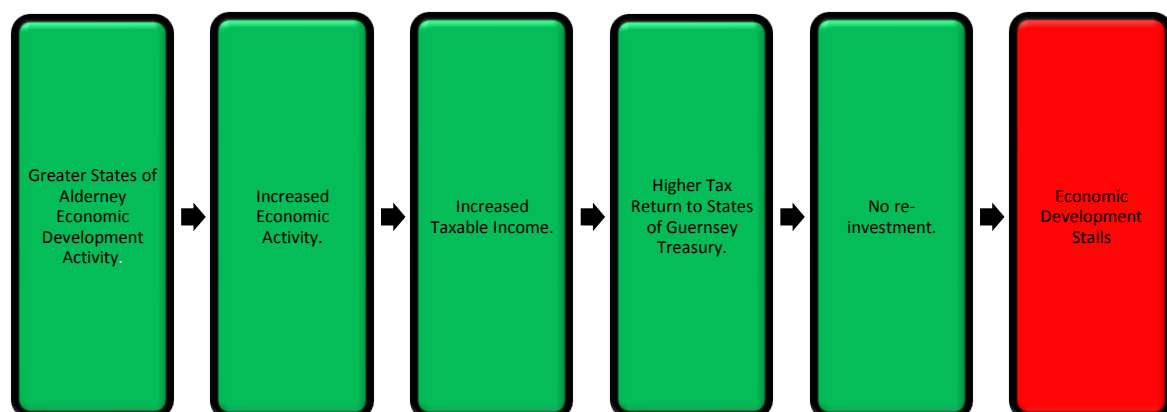 Greater States of
Alderney
Economic
Development
Activity.
Increased
Economic
Activity.
Increased
Taxable Income.
Higher Tax
Return to States
of Guernsey
Treasury.
No re-
investment.
Economic
Development
Stalls